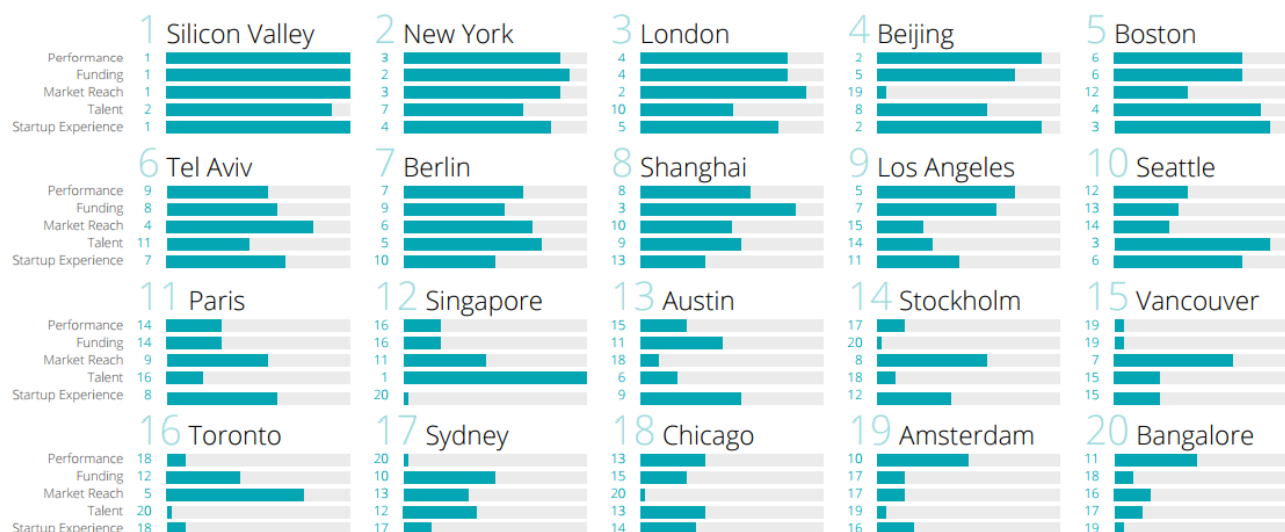 1 Silicon Valley 2 New York 3 London 4 Beijing 5 Boston
Performance 1 3 4 2 6
Funding 1 2 4 5 6
Market Reach 1 3 2 19 12
Talent 2 7 10 8 4
Startup Experience 1 4 5 2 3
6 Tel Aviv 7 Berlin 8 Shanghai 9 Los Angeles 10 Seattle
Performance 9 7 8 5 12
Funding 8 9 3 7 13
Market Reach 4 6 10 15 14
Talent 11 5 9 14 3
Startup Experience 7 10 13 11 6
11 Paris 12 Singapore 13 Austin 14 Stockholm 15 Vancouver
Performance 14 16 15 17 19
Funding 14 16 11 20 19
Market Reach 9 11 18 8 7
Talent 16 1 6 18 15
Startup Experience 8 20 9 12 15
16 Toronto 17 Sydney 18 Chicago 19 Amsterdam 20 Bangalore
Performance 18 20 13 10 11
Funding 12 10 15 17 18
Market Reach 5 13 20 17 16
Talent 20 12 13 19 17
Startup Experience 18 17 14 16 19